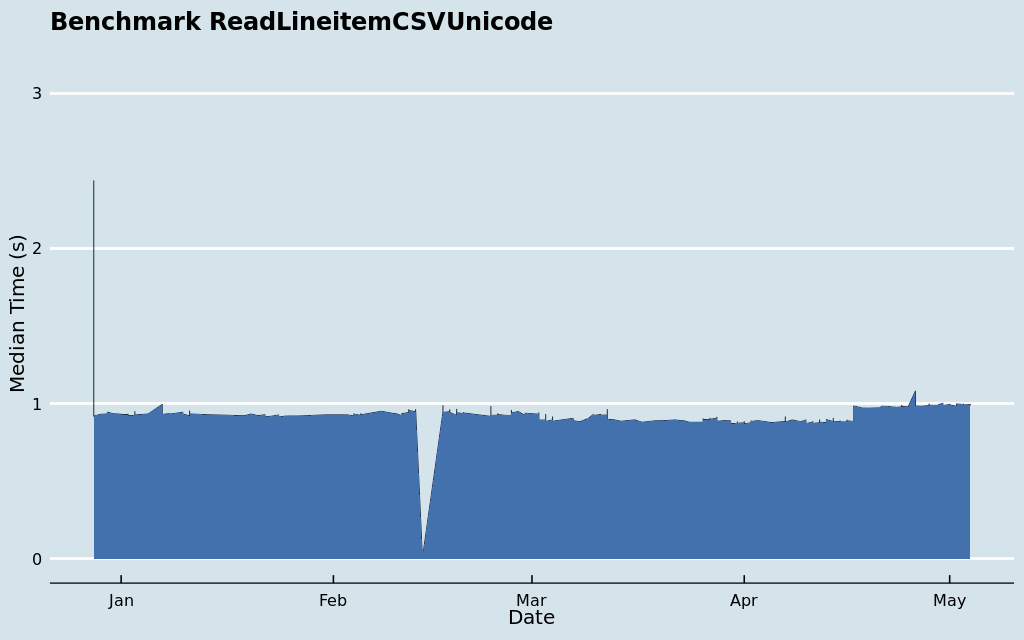 Benchmark ReadLineitemCSVUnicode
Median Time (s)
3
2
1
0
Jan Feb Mar Apr May
Date